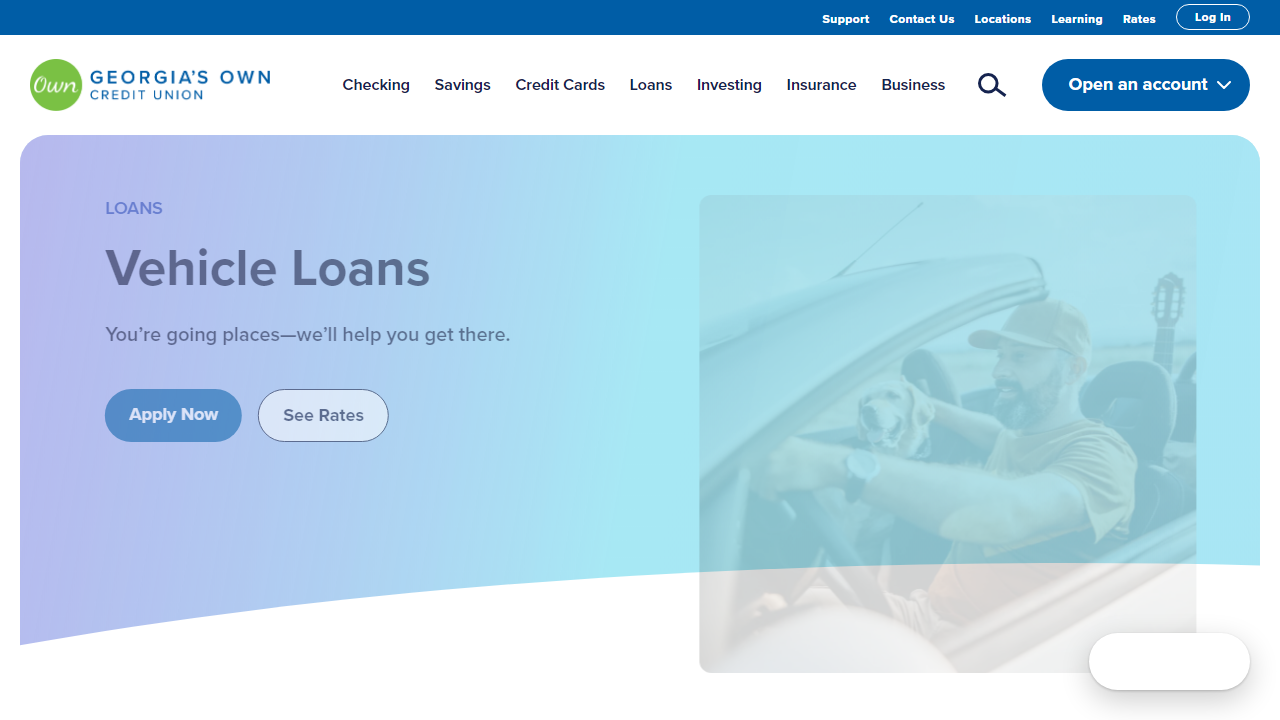 Support Contact Us Locations Learning Rates Log In
Own GEORGIA'S OWN
CREDIT UNION
Checking Savings Credit Cards Loans Investing Insurance Business Open an account
LOANS
Vehicle Loans
You're going places—we'll help you get there.
Apply Now See Rates